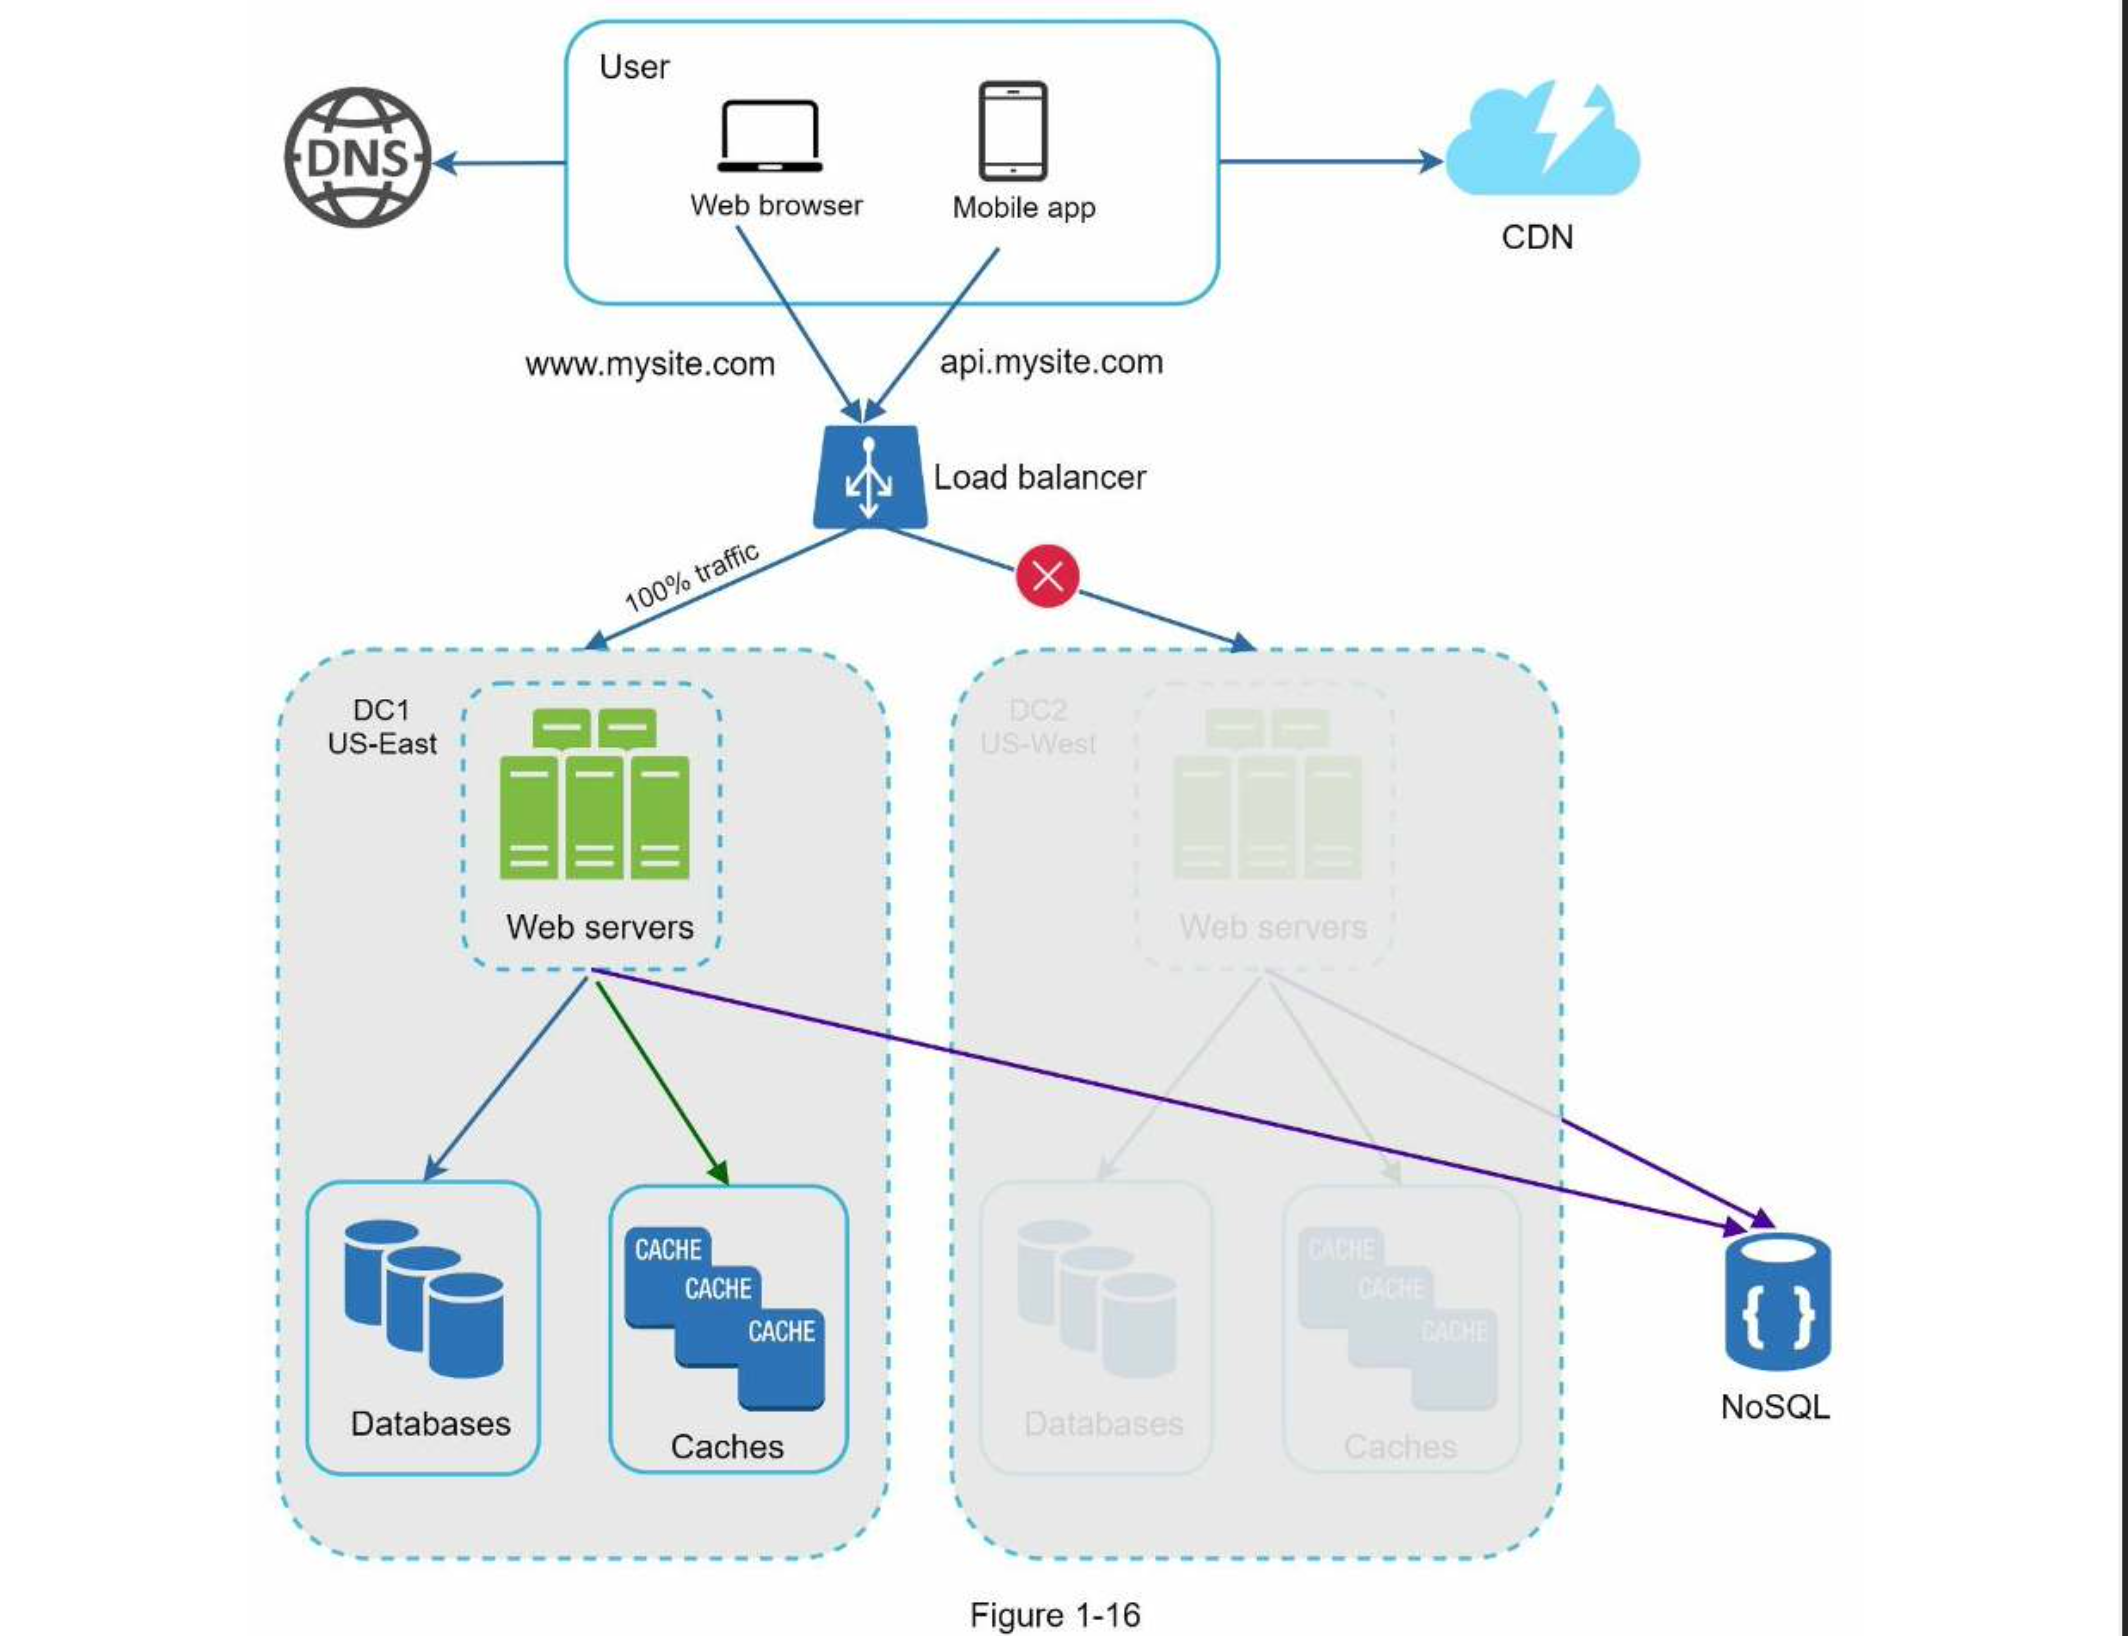 User
DNS
Web browser
Mobile app
CDN
www.mysite.com
api.mysite.com
Load balancer
100% traffic
DC1
US-East
Web servers
DC2
US-West
Web servers
CACHE
CACHE
CACHE
Databases
Caches
CACHE
CACHE
CACHE
Databases
Caches
{ }
NoSQL
Figure 1-16